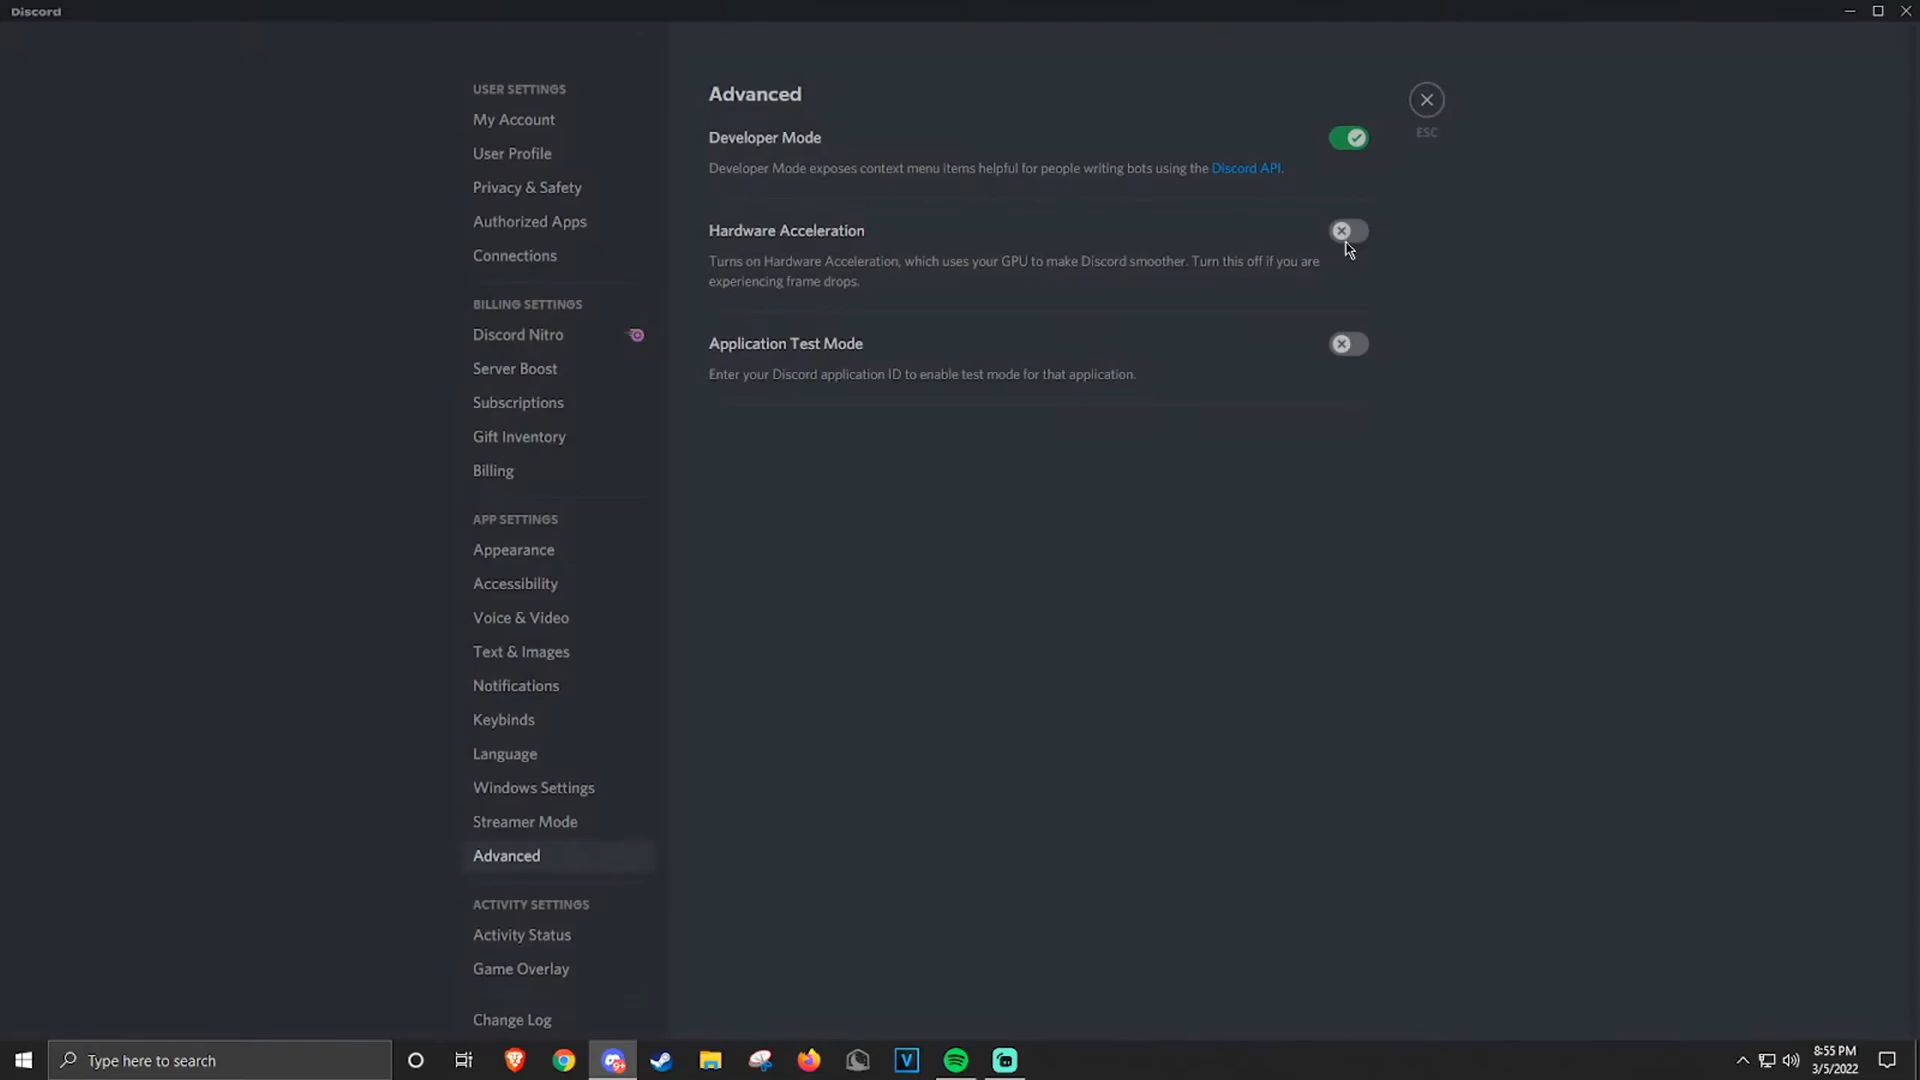 Discord
USER SETTINGS
My Account
User Profile
Privacy & Safety
Authorized Apps
Connections
BILLING SETTINGS
Discord Nitro
Server Boost
Subscriptions
Gift Inventory
Billing
APP SETTINGS
Appearance
Accessibility
Voice & Video
Text & Images
Notifications
Keybinds
Language
Windows Settings
Streamer Mode
Advanced
ACTIVITY SETTINGS
Activity Status
Game Overlay
Change Log
Advanced
Developer Mode
Developer Mode exposes context menu items helpful for people writing bots using the Discord API.
Hardware Acceleration
Turns on Hardware Acceleration, which uses your GPU to make Discord smoother. Turn this off if you are
experiencing frame drops.
Application Test Mode
Enter your Discord application ID to enable test mode for that application.
ESC
Type here to search
9+
V
8:55 PM
3/5/2022